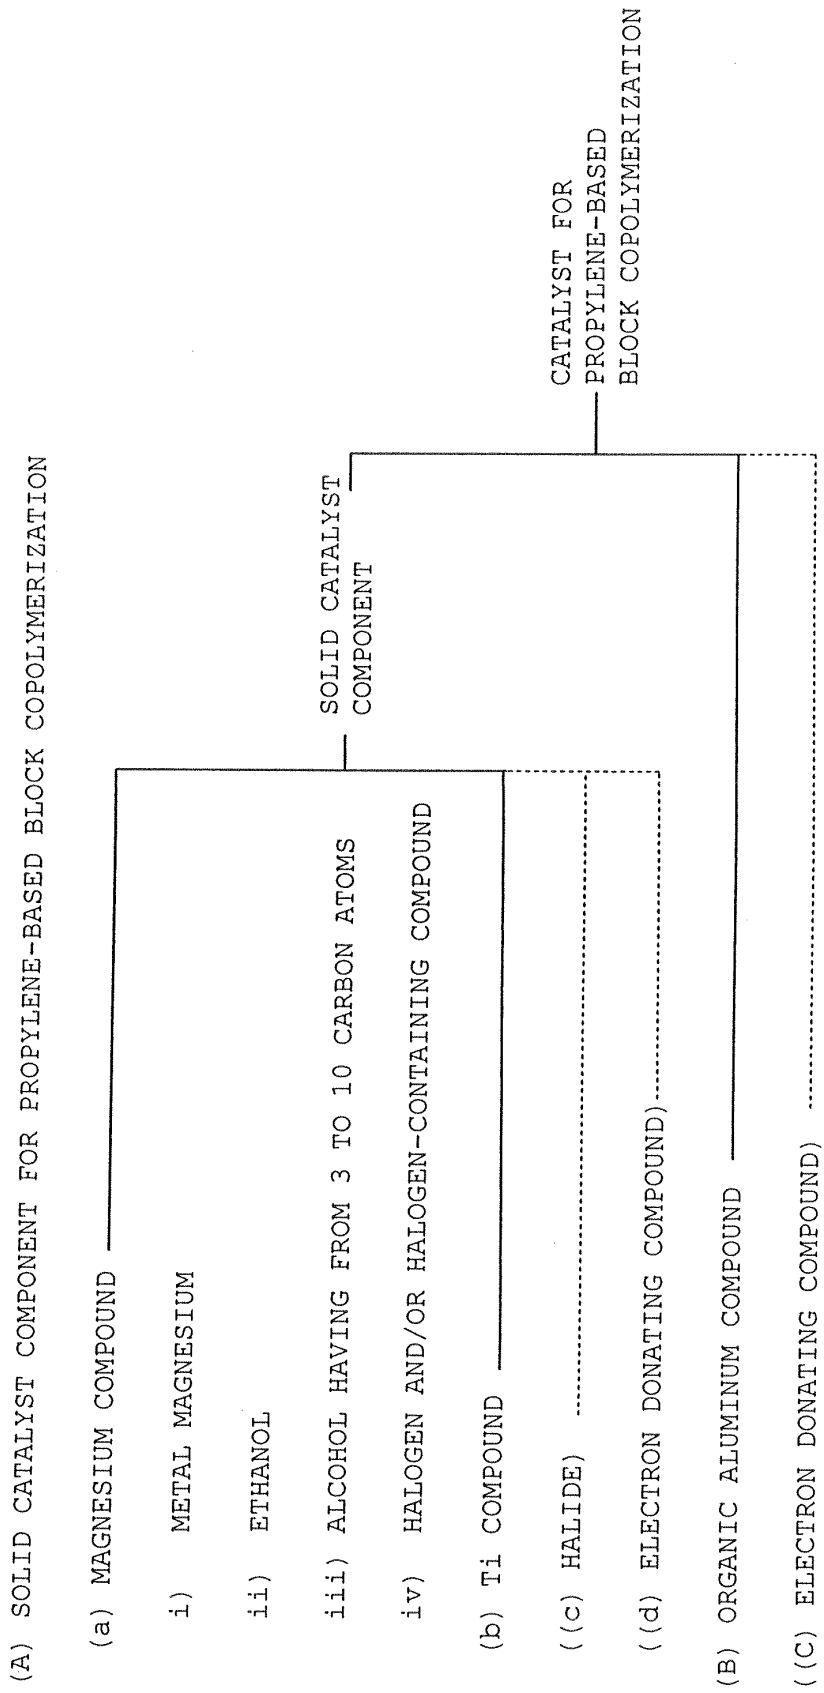 (A) SOLID CATALYST COMPONENT FOR PROPYLENE-BASED BLOCK COPOLYMERIZATION
(a) MAGNESIUM COMPOUND
i) METAL MAGNESIUM
ii) ETHANOL
iii) ALCOHOL HAVING FROM 3 TO 10 CARBON ATOMS
iv) HALOGEN AND/OR HALOGEN-CONTAINING COMPOUND
(b) Ti COMPOUND
((c) HALIDE)
((d) ELECTRON DONATING COMPOUND)
(B) ORGANIC ALUMINUM COMPOUND
((C) ELECTRON DONATING COMPOUND)
SOLID CATALYST
COMPONENT
CATALYST FOR
PROPYLENE-BASED
BLOCK COPOLYMERIZATION